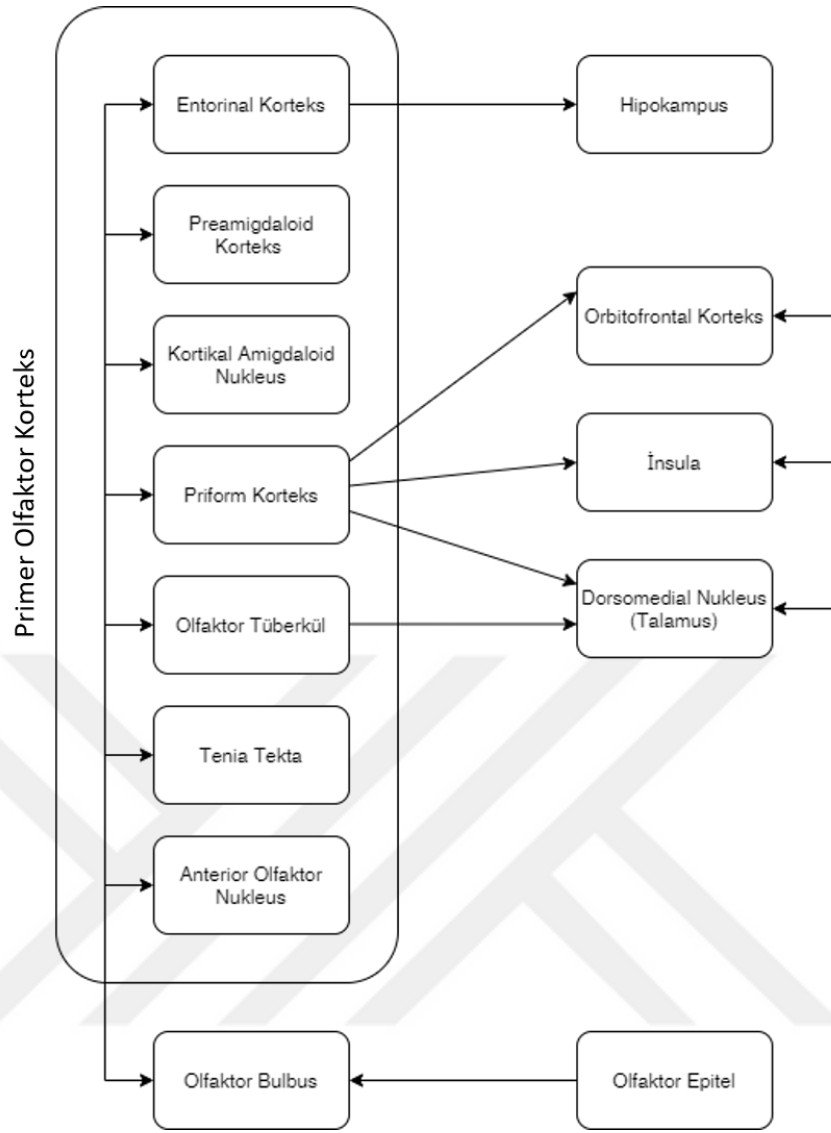 Primer Olfaktor Korteks
Entorinal Korteks
Hipokampus
Preamigdaloid
Korteks
Orbitofrontal Korteks
Kortikal Amigdaloid
Nukleus
Priform Korteks
İnsula
Olfaktor Tüberkül
Dorsomedial Nukleus
(Talamus)
Tenia Tekta
Anterior Olfaktor
Nukleus
Olfaktor Bulbus
Olfaktor Epitel